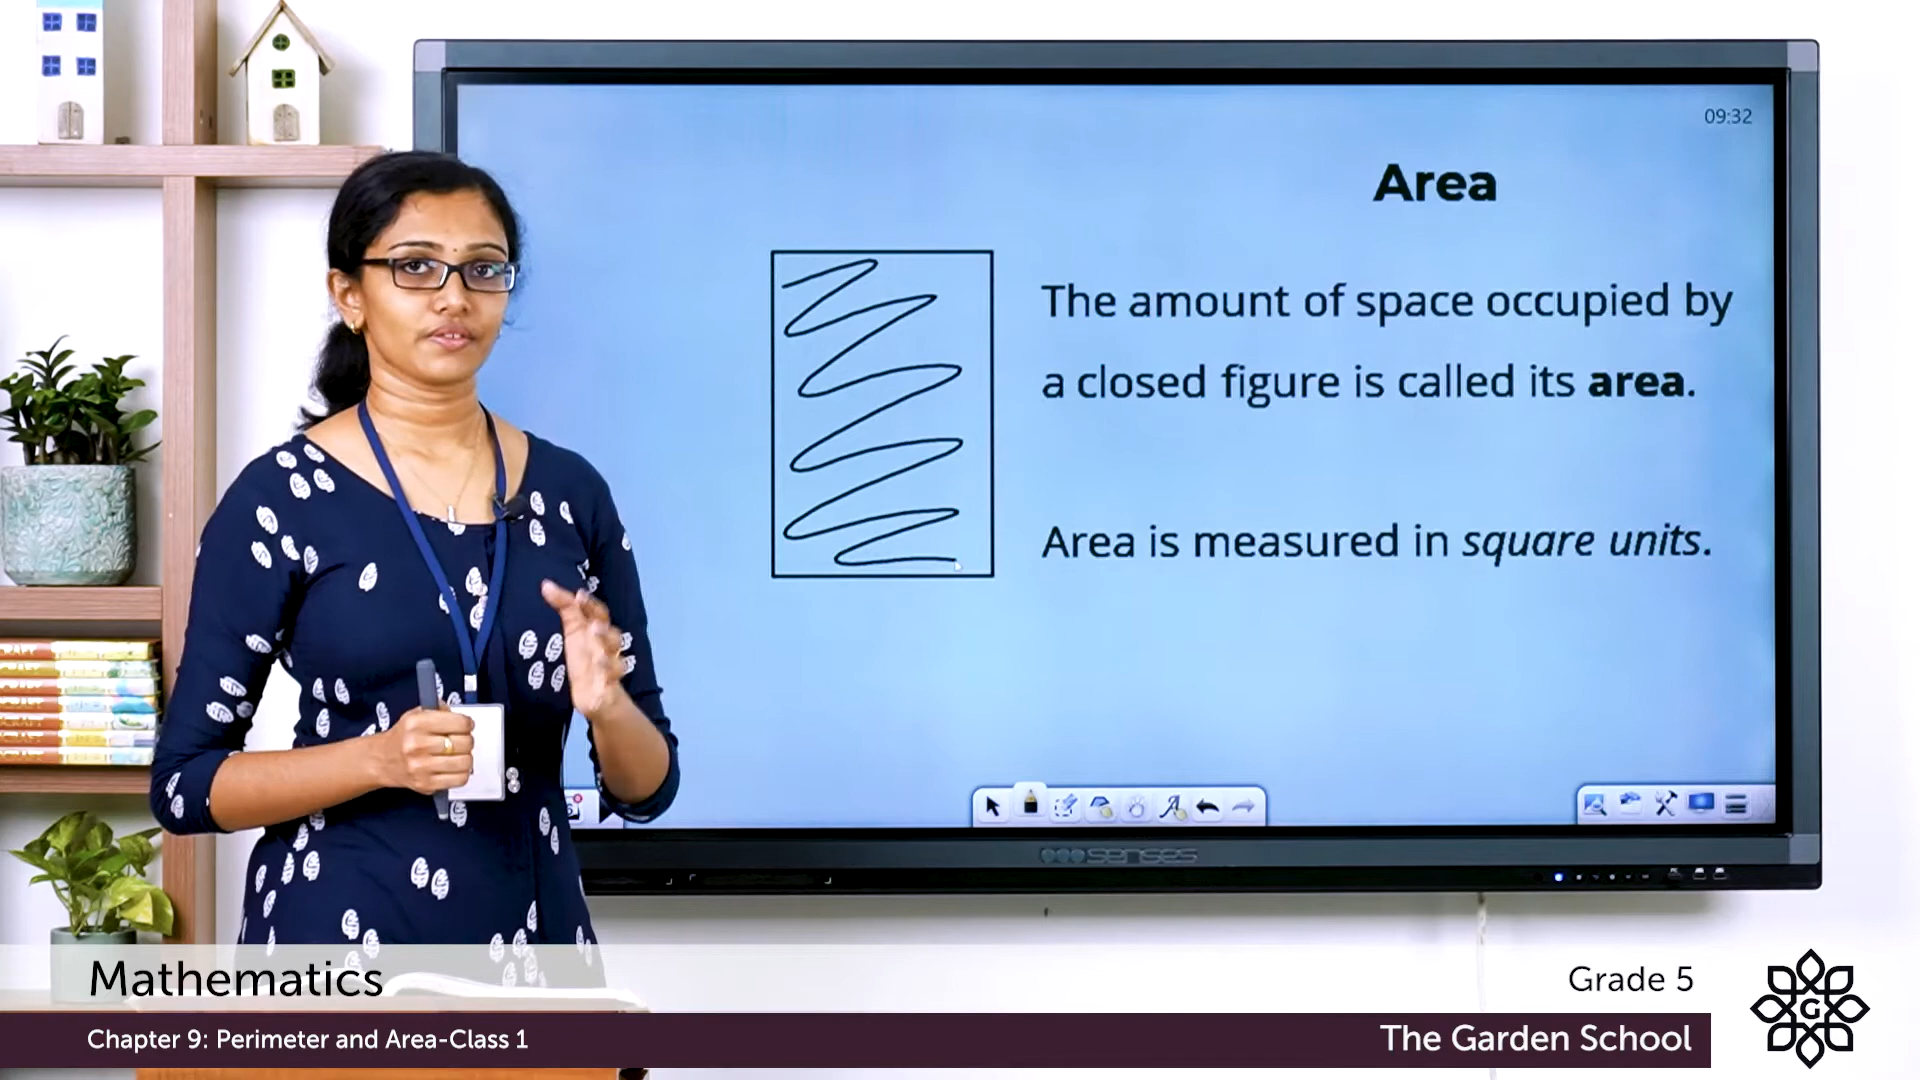 09:32
Area
The amount of space occupied by
a closed figure is called its area.
Area is measured in square units.
senses
Mathematics
Grade 5
Chapter 9: Perimeter and Area-Class 1
The Garden School
G